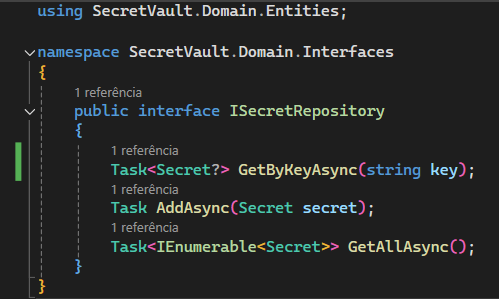 using SecretVault.Domain.Entities;
namespace SecretVault.Domain.Interfaces
{
1 referência
public interface ISecretRepository
{
1 referência
Task<Secret?> GetByKeyAsync(string key);
1 referência
Task AddAsync(Secret secret);
1 referência
Task<IEnumerable<Secret>> GetAllAsync();
}
}